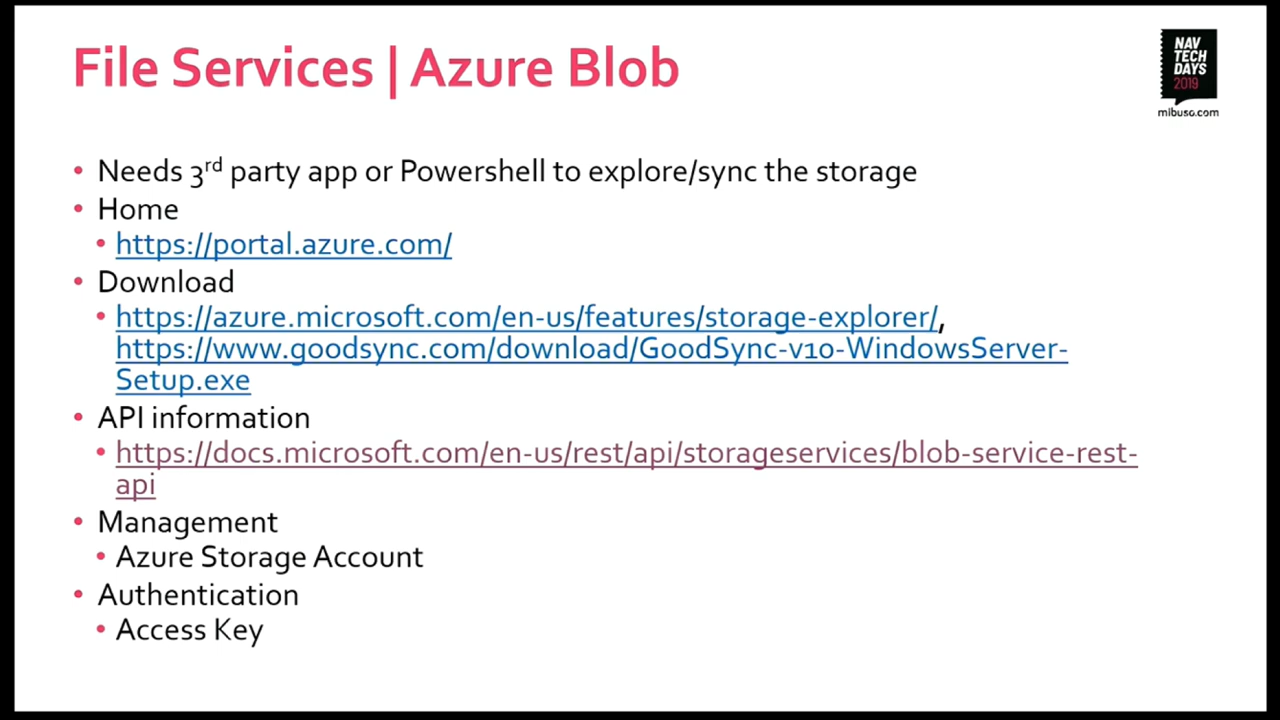 File Services | Azure Blob
NAV
TECH
DAYS
2019
mibuso.com
• Needs 3rd party app or Powershell to explore/sync the storage
• Home
• https://portal.azure.com/
• Download
• https://azure.microsoft.com/en-us/features/storage-explorer/,
https://www.goodsync.com/download/GoodSync-v10-WindowsServer-
Setup.exe
• API information
• https://docs.microsoft.com/en-us/rest/api/storageservices/blob-service-rest-
api
• Management
• Azure Storage Account
• Authentication
• Access Key